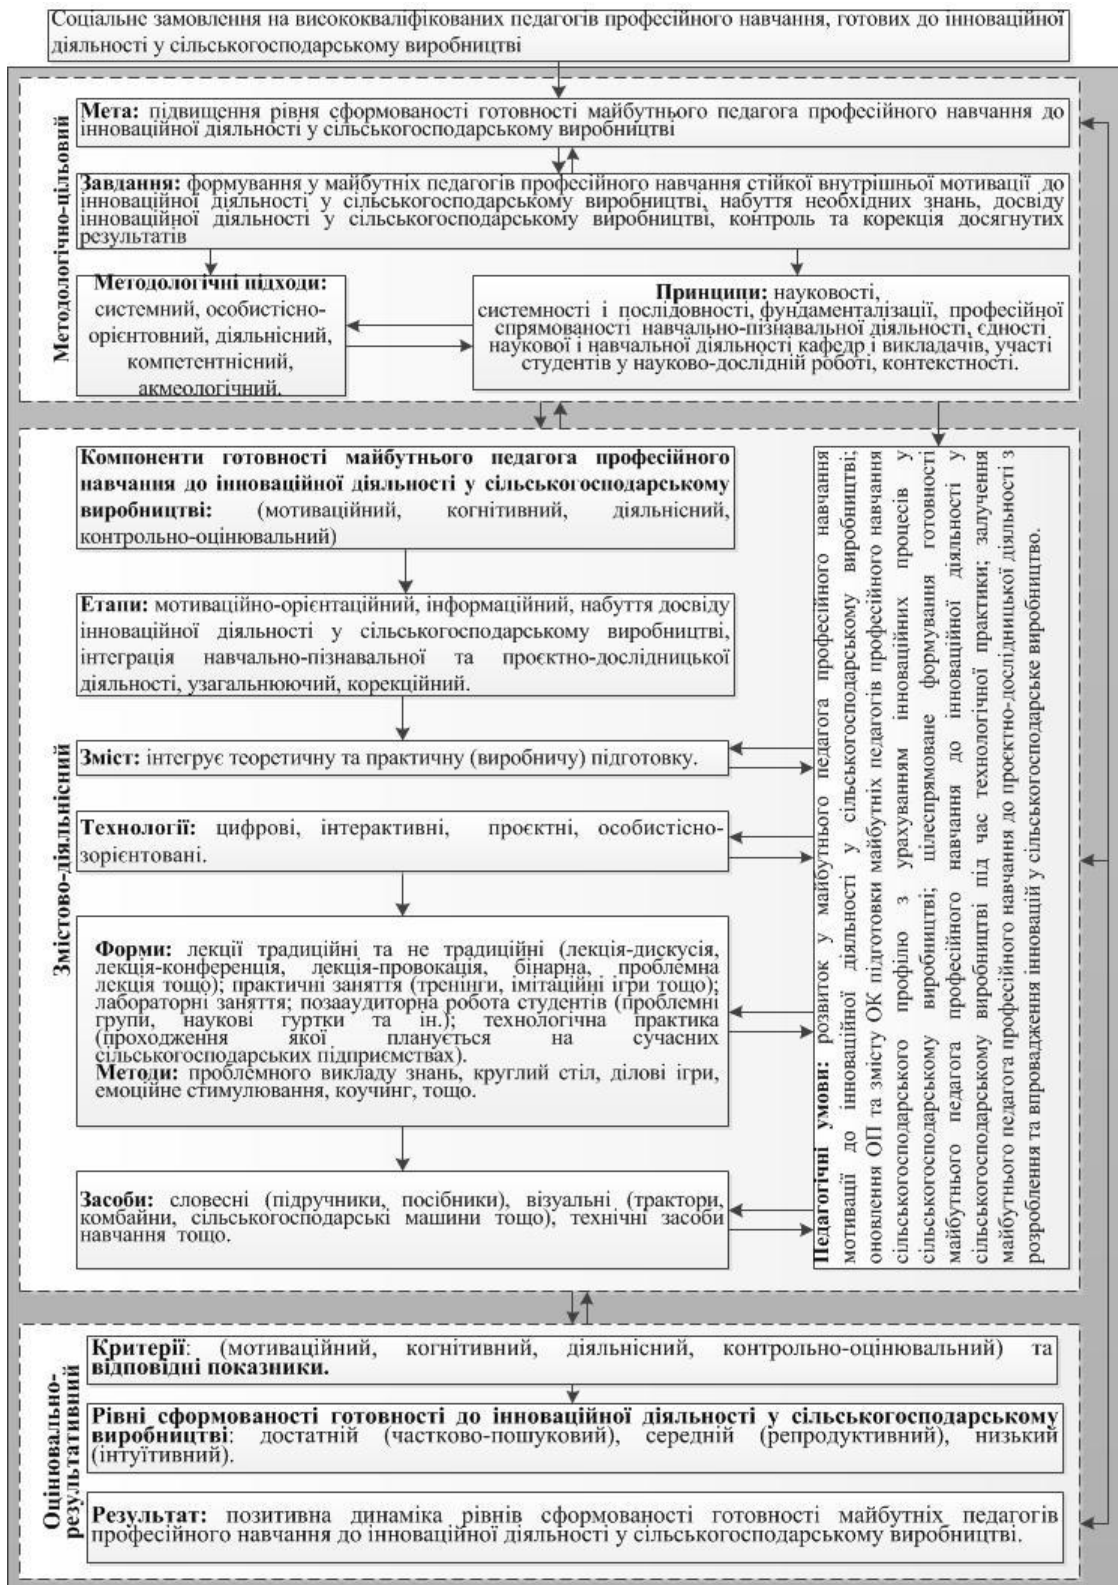 Соціальне замовлення на висококваліфікованих педагогів професійного навчання, готових до інноваційної
діяльності у сільськогосподарському виробництві
Методологічно-цільовий
Мета: підвищення рівня сформованості готовності майбутнього педагога професійного навчання до
інноваційної діяльності у сільськогосподарському виробництві
Завдання: формування у майбутніх педагогів професійного навчання стійкої внутрішньої мотивації до
інноваційної діяльності у сільськогосподарському виробництві, набуття необхідних знань, досвіду
інноваційної діяльності у сільськогосподарському виробництві, контроль та корекція досягнутих
результатів
Методологічні підходи:
системний, особистісно-
орієнтовний, діяльнісний,
компетентнісний,
акмеологічний.
Принципи: науковості,
системності і послідовності, фундаменталізації, професійної
спрямованості навчально-пізнавальної діяльності, єдності
наукової і навчальної діяльності кафедр і викладачів, участі
студентів у науково-дослідній роботі, контекстності.
Змістово-діяльнісний
Компоненти готовності майбутнього педагога професійного
навчання до інноваційної діяльності у сільськогосподарському
виробництві: (мотиваційний, когнітивний, діяльнісний,
контрольно-оцінювальний)
Етапи: мотиваційно-орієнтаційний, інформаційний, набуття досвіду
інноваційної діяльності у сільськогосподарському виробництві,
інтеграція навчально-пізнавальної та проєктно-дослідницької
діяльності, узагальнюючий, корекційний.
Зміст: інтегрує теоретичну та практичну (виробничу) підготовку.
Технології: цифрові, інтерактивні, проєктні, особистісно-
зорієнтовані.
Форми: лекції традиційні та не традиційні (лекція-дискусія,
лекція-конференція, лекція-провокація, бінарна, проблемна
лекція тощо); практичні заняття (тренінги, імітаційні ігри тощо);
лабораторні заняття; позааудиторна робота студентів (проблемні
групи, наукові гуртки та ін.); технологічна практика
(проходження якої планується на сучасних
сільськогосподарських підприємствах).
Методи: проблемного викладу знань, круглий стіл, ділові ігри,
емоційне стимулювання, коучинг, тощо.
Засоби: словесні (підручники, посібники), візуальні (трактори,
комбайни, сільськогосподарські машини тощо), технічні засоби
навчання тощо.
Педагогічні умови: розвиток у майбутнього педагога професійного навчання
мотивації до інноваційної діяльності у сільськогосподарському виробництві;
оновлення ОП та змісту ОК підготовки майбутніх педагогів професійного навчання
сільськогосподарського профілю з урахуванням інноваційних процесів у
сільськогосподарському виробництві; цілеспрямоване формування готовності
майбутнього педагога професійного навчання до інноваційної діяльності у
сільськогосподарському виробництві під час технологічної практики; залучення
майбутнього педагога професійного навчання до проєктно-дослідницької діяльності з
розроблення та впровадження інновацій у сільськогосподарське виробництво.
Оцінювально-
результативний
Критерії: (мотиваційний, когнітивний, діяльнісний, контрольно-оцінювальний) та
відповідні показники.
Рівні сформованості готовності до інноваційної діяльності у сільськогосподарському
виробництві: достатній (частково-пошуковий), середній (репродуктивний), низький
(інтуїтивний).
Результат: позитивна динаміка рівнів сформованості готовності майбутніх педагогів
професійного навчання до інноваційної діяльності у сільськогосподарському виробництві.